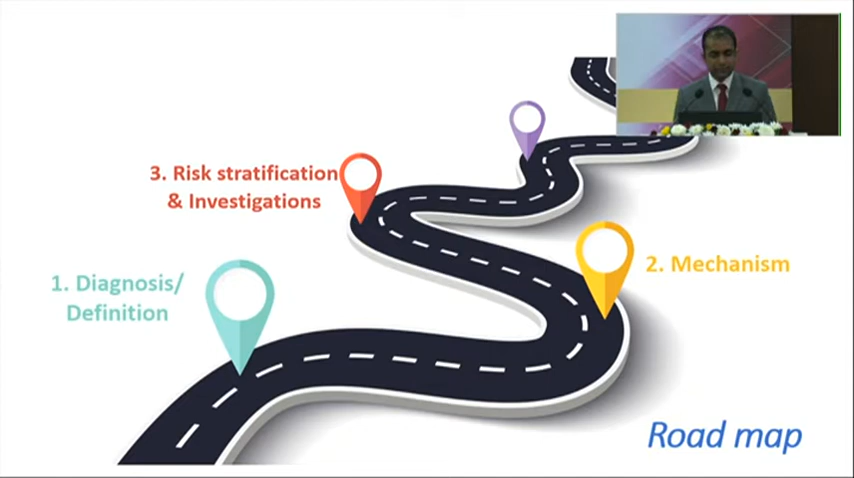 3. Risk stratification
& Investigations
1. Diagnosis/
Definition
2. Mechanism
Road map